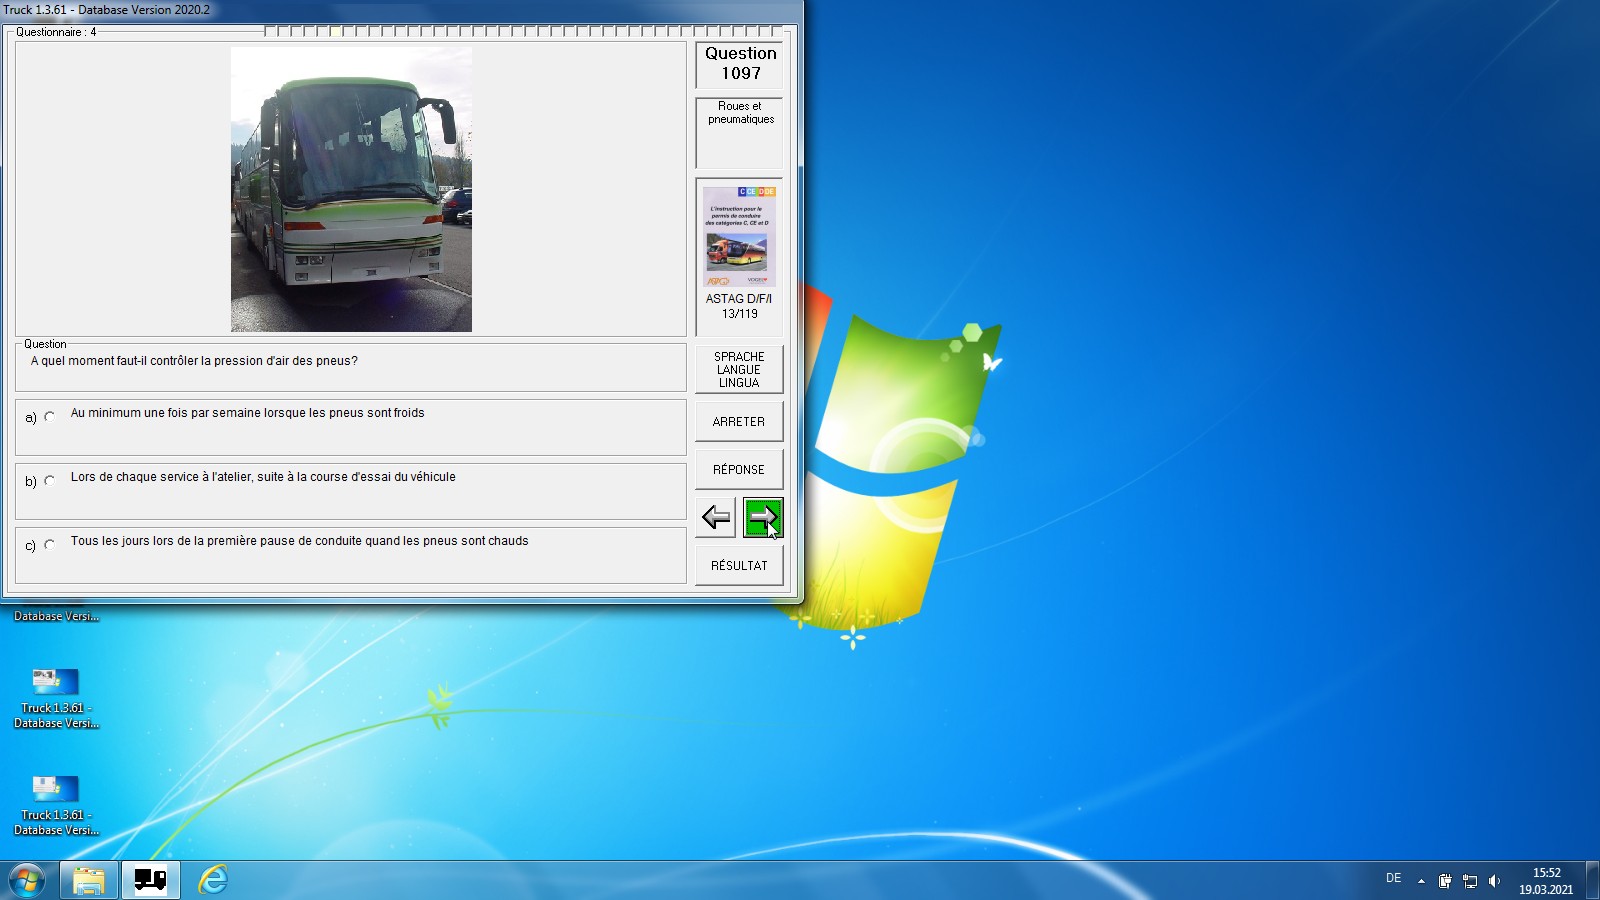 Truck 1.3.61 - Database Version 2020.2
Questionnaire : 4
Question
1097
Roues et
pneumatiques
C CE D DE
L'instruction pour le
permis de conduire
des catégories C, CE et D
ASTAG D/F/I
13/119
Question
A quel moment faut-il contrôler la pression d'air des pneus?
SPRACHE
LANGUE
LINGUA
a) Au minimum une fois par semaine lorsque les pneus sont froids
ARRETER
b) Lors de chaque service à l'atelier, suite à la course d'essai du véhicule
RÉPONSE
c) Tous les jours lors de la première pause de conduite quand les pneus sont chauds
RÉSULTAT
Database Versi...
Truck 1.3.61 -
Database Versi...
Truck 1.3.61 -
Database Versi...
DE
15:52
19.03.2021